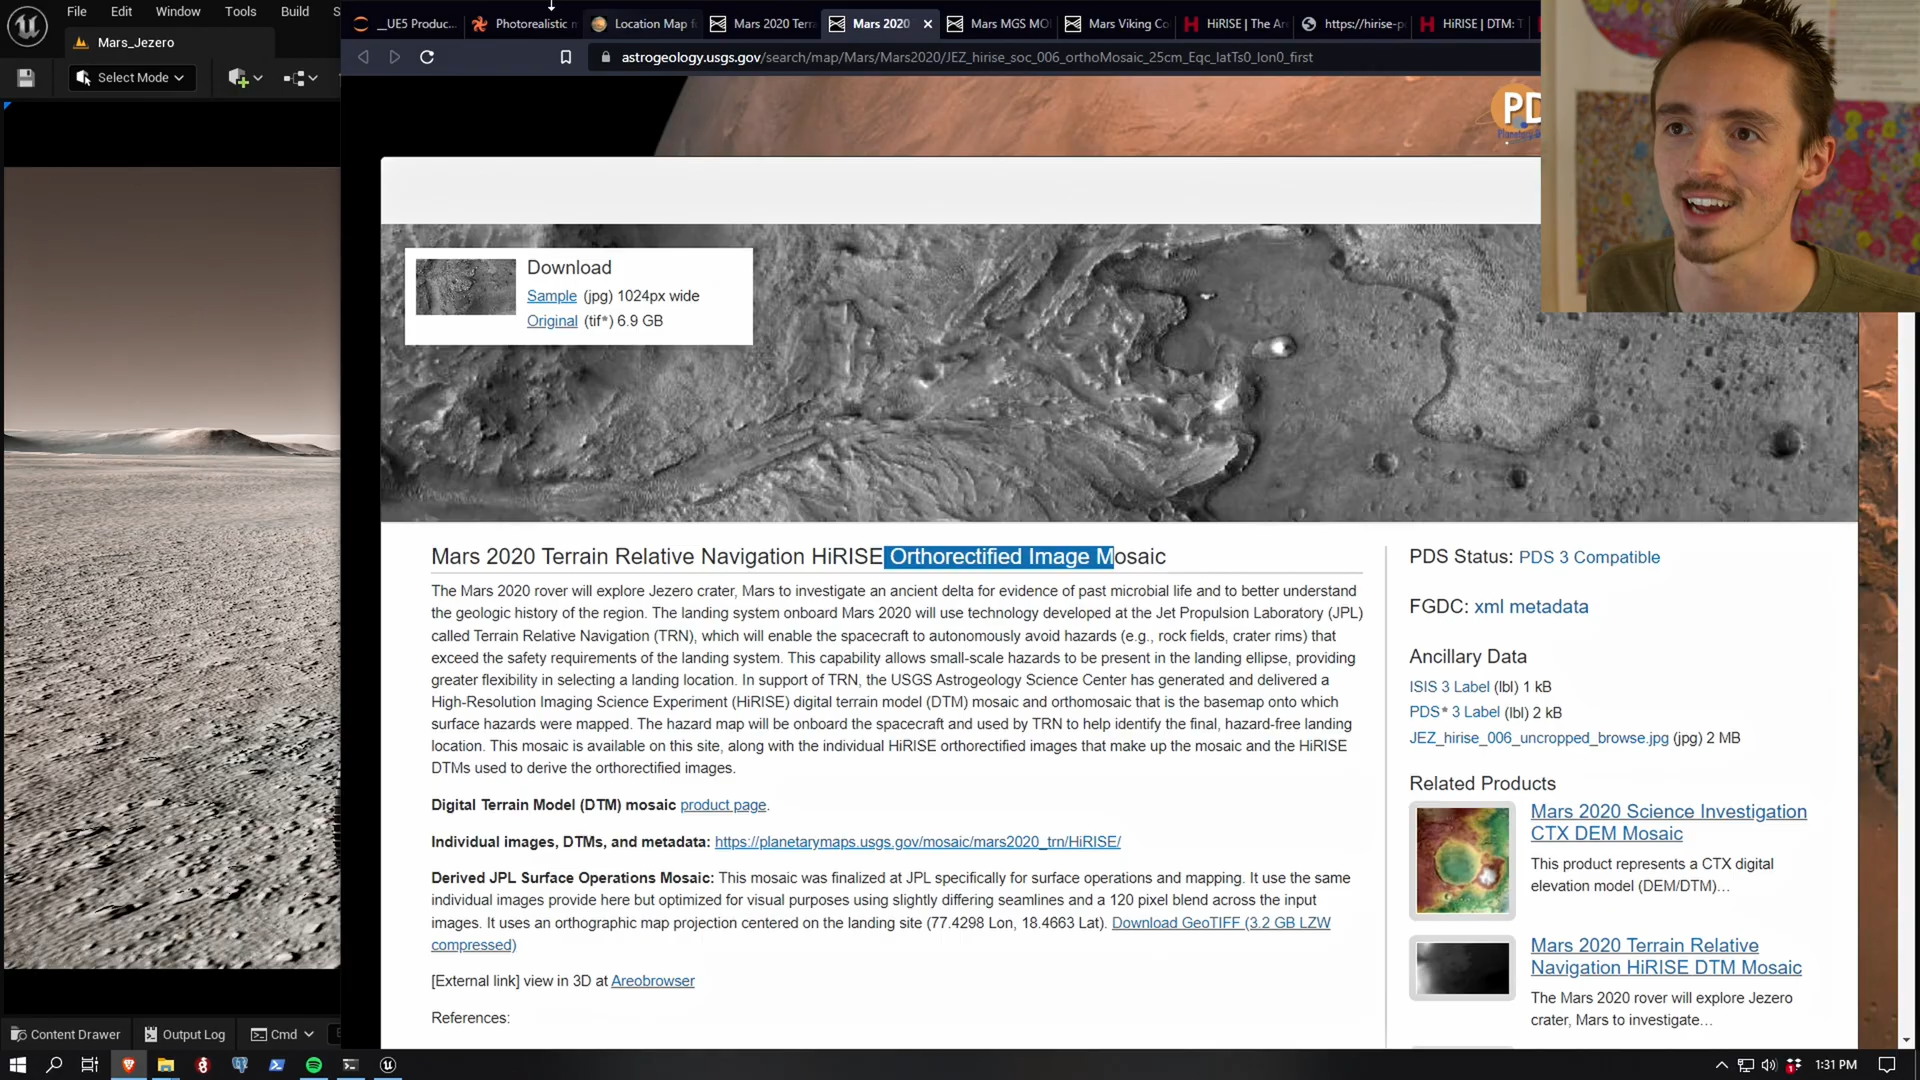 File Edit Window Tools Build
__UE5 Produc...
Photorealistic
Location Map f
Mars 2020 Terr
Mars 2020
Mars MGS MO
Mars Viking Co
HiRISE | The Ar
https://hirise-p
HiRISE | DTM: T
Mars_Jezero
Select Mode
astrogeology.usgs.gov/search/map/Mars/Mars2020/JEZ_hirise_soc_006_orthoMosaic_25cm_Eqc_latTs0_lon0_first
PD
Download
Sample (jpg) 1024px wide
Original (tif*) 6.9 GB
Mars 2020 Terrain Relative Navigation HiRISE Orthorectified Image Mosaic
The Mars 2020 rover will explore Jezero crater, Mars to investigate an ancient delta for evidence of past microbial life and to better understand
the geologic history of the region. The landing system onboard Mars 2020 will use technology developed at the Jet Propulsion Laboratory (JPL)
called Terrain Relative Navigation (TRN), which will enable the spacecraft to autonomously avoid hazards (e.g., rock fields, crater rims) that
exceed the safety requirements of the landing system. This capability allows small-scale hazards to be present in the landing ellipse, providing
greater flexibility in selecting a landing location. In support of TRN, the USGS Astrogeology Science Center has generated and delivered a
High-Resolution Imaging Science Experiment (HiRISE) digital terrain model (DTM) mosaic and orthomosaic that is the basemap onto which
surface hazards were mapped. The hazard map will be onboard the spacecraft and used by TRN to help identify the final, hazard-free landing
location. This mosaic is available on this site, along with the individual HiRISE orthorectified images that make up the mosaic and the HiRISE
DTMs used to derive the orthorectified images.
Digital Terrain Model (DTM) mosaic product page.
Individual images, DTMs, and metadata: https://planetarymaps.usgs.gov/mosaic/mars2020_trn/HiRISE/
Derived JPL Surface Operations Mosaic: This mosaic was finalized at JPL specifically for surface operations and mapping. It use the same
individual images provide here but optimized for visual purposes using slightly differing seamlines and a 120 pixel blend across the input
images. It uses an orthographic map projection centered on the landing site (77.4298 Lon, 18.4663 Lat). Download GeoTIFF (3.2 GB LZW
compressed)
[External link] view in 3D at Areobrowser
References:
PDS Status: PDS 3 Compatible
FGDC: xml metadata
Ancillary Data
ISIS 3 Label (lbl) 1 kB
PDS* 3 Label (lbl) 2 kB
JEZ_hirise_006_uncropped_browse.jpg (jpg) 2 MB
Related Products
Mars 2020 Science Investigation
CTX DEM Mosaic
This product represents a CTX digital
elevation model (DEM/DTM)...
Mars 2020 Terrain Relative
Navigation HiRISE DTM Mosaic
The Mars 2020 rover will explore Jezero
crater, Mars to investigate...
Content Drawer
Output Log
Cmd
1:31 PM